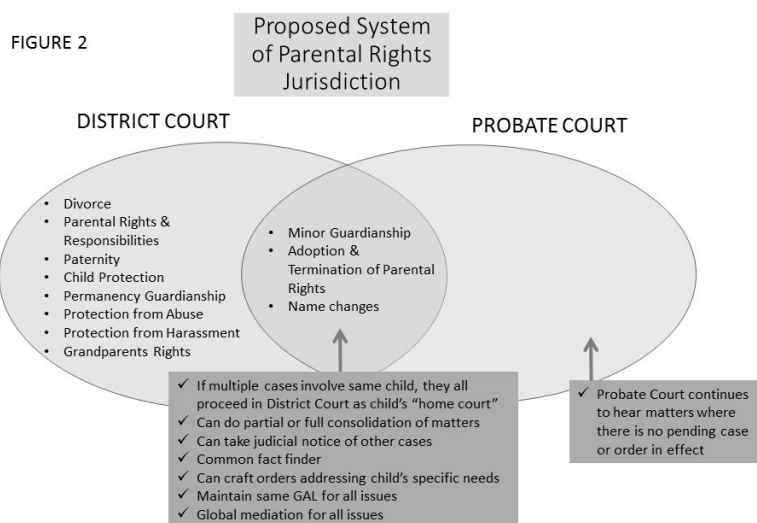 FIGURE 2
Proposed System
of Parental Rights
Jurisdiction
DISTRICT COURT
PROBATE COURT
• Divorce
• Parental Rights &
Responsibilities
• Paternity
• Child Protection
• Permanency Guardianship
• Protection from Abuse
• Protection from Harassment
• Grandparents Rights
• Minor Guardianship
• Adoption &
Termination of Parental
Rights
• Name changes
✓ If multiple cases involve same child, they all
proceed in District Court as child's “home court”
✓ Can do partial or full consolidation of matters
✓ Can take judicial notice of other cases
✓ Common fact finder
✓ Can craft orders addressing child's specific needs
✓ Maintain same GAL for all issues
✓ Global mediation for all issues
✓ Probate Court continues
to hear matters where
there is no pending case
or order in effect